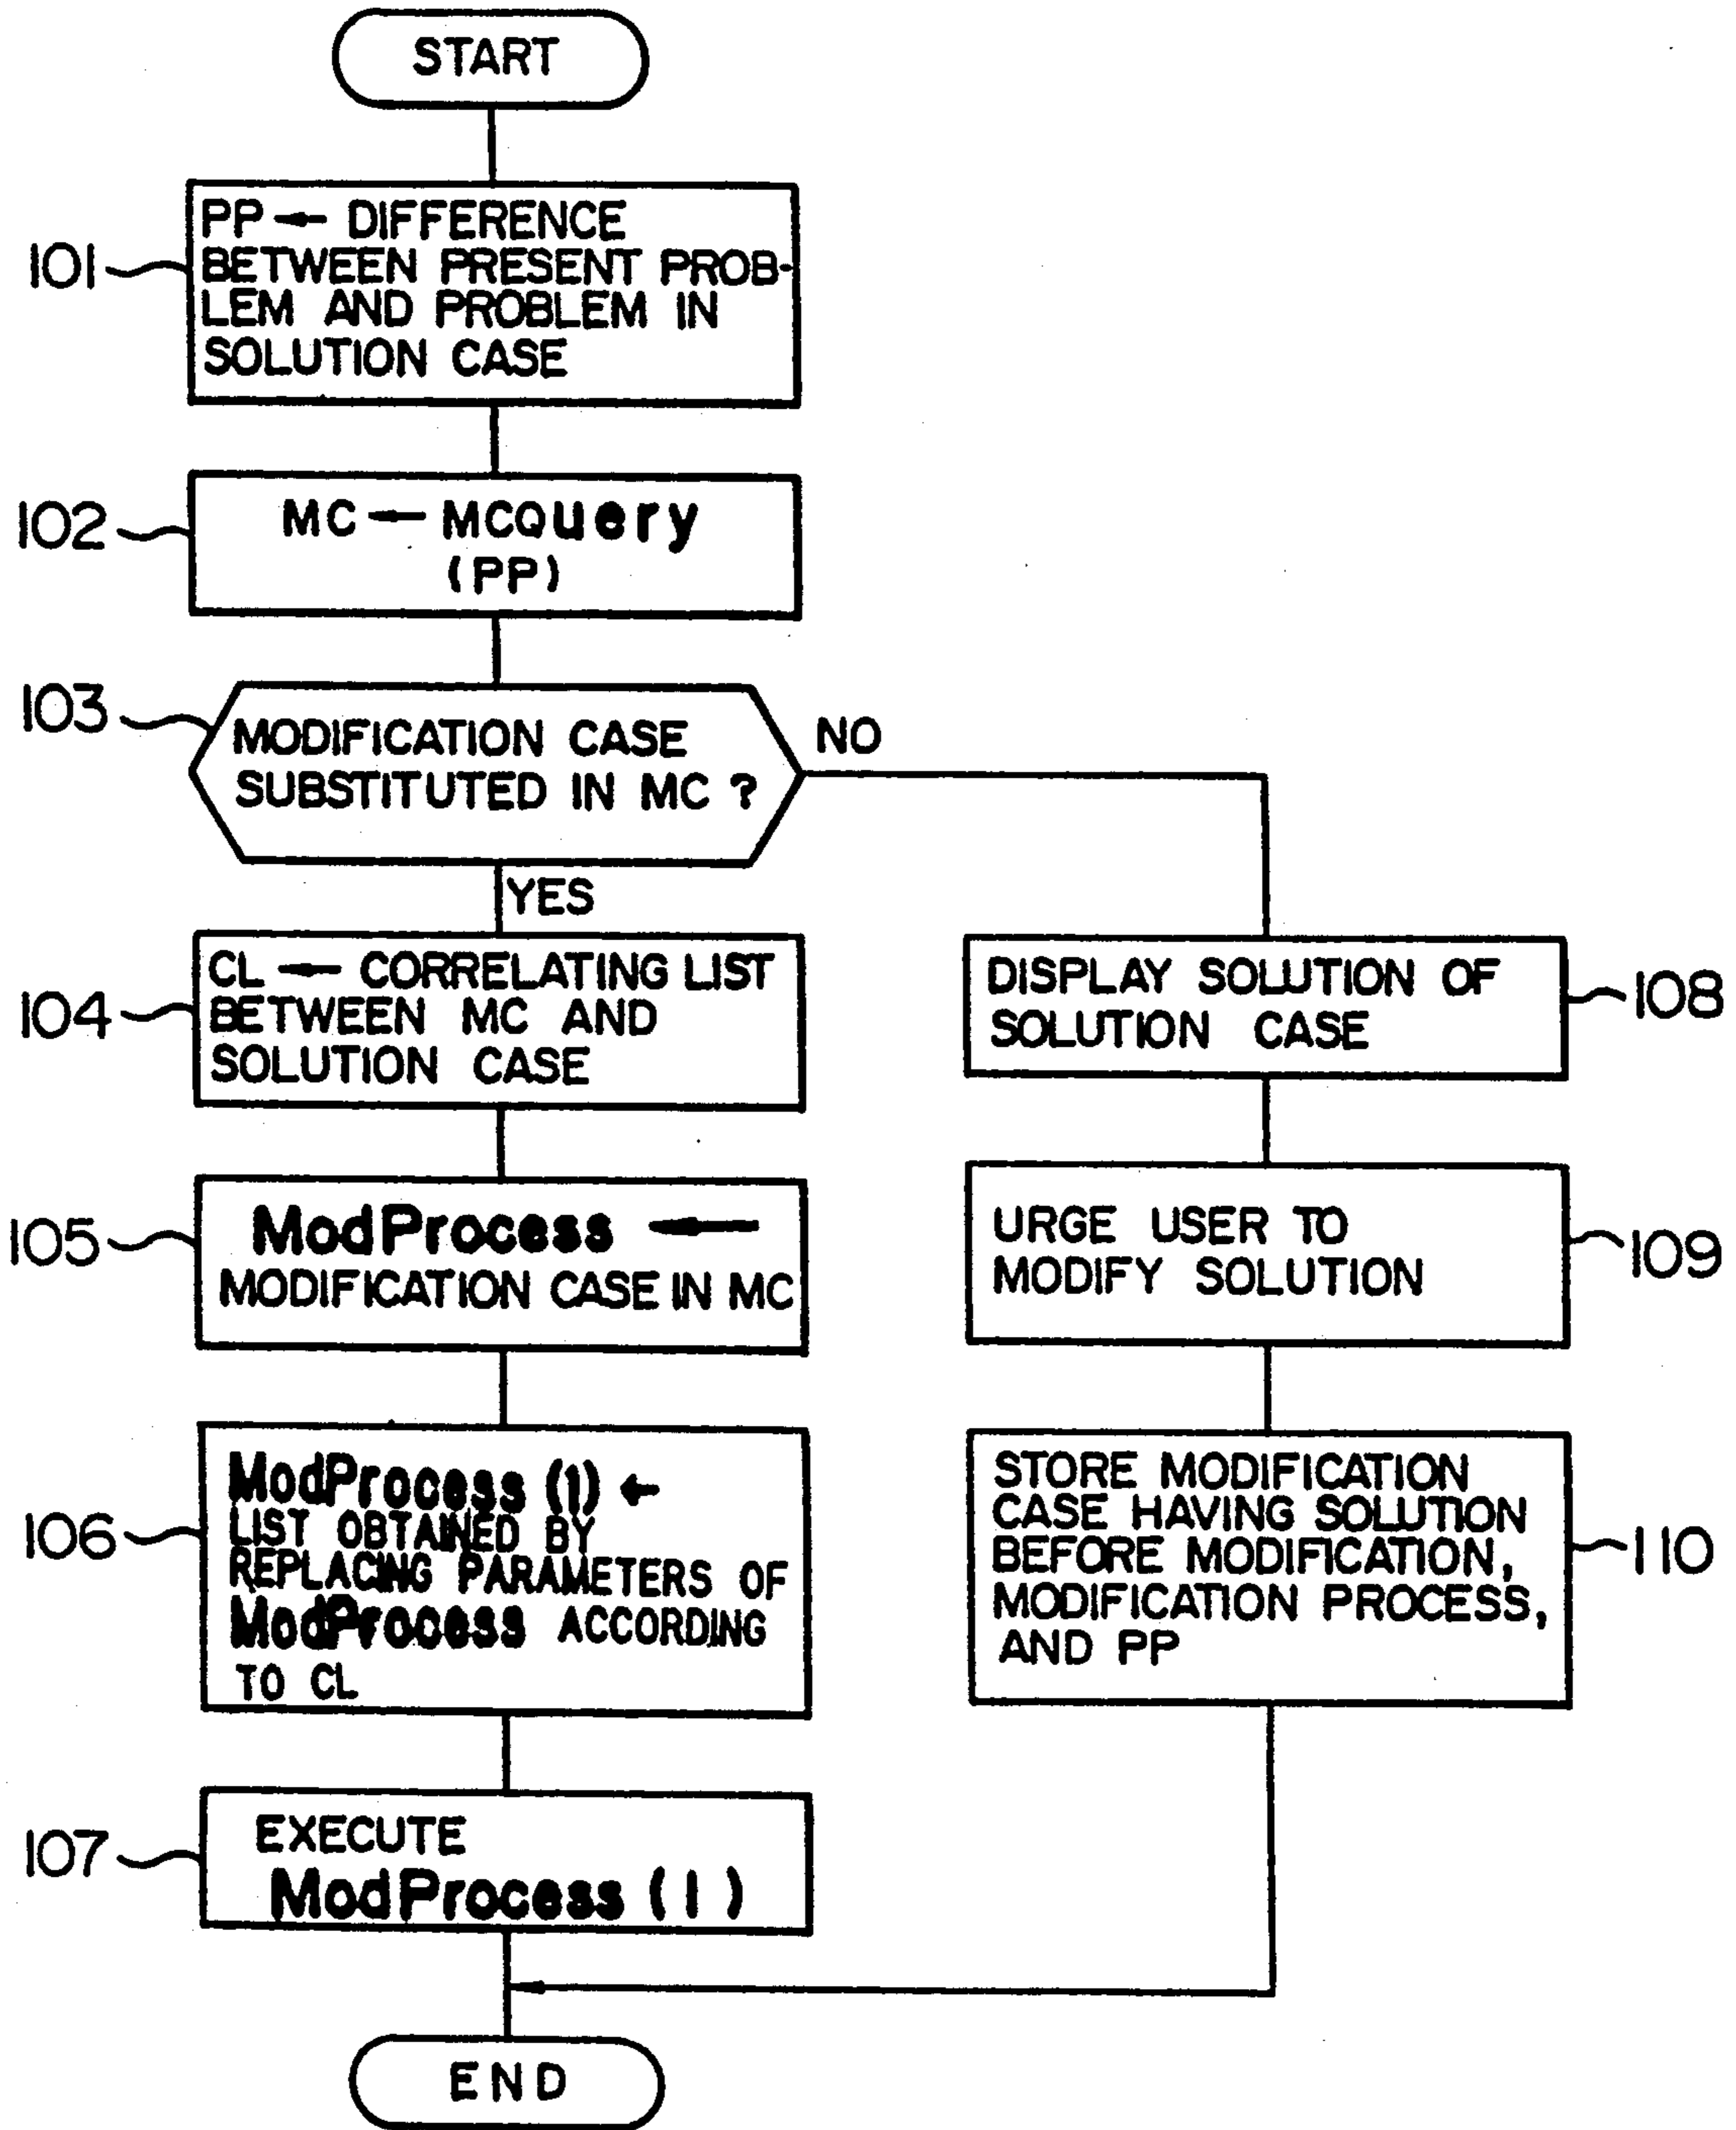 START
101
PP ← DIFFERENCE
BETWEEN PRESENT PROB-
LEM AND PROBLEM IN
SOLUTION CASE
102
MC ← MCQuery
(PP)
103
MODIFICATION CASE
SUBSTITUTED IN MC ?
NO
YES
104
CL ← CORRELATING LIST
BETWEEN MC AND
SOLUTION CASE
105
ModProcess ←
MODIFICATION CASE IN MC
106
ModProcess (1) ←
LIST OBTAINED BY
REPLACING PARAMETERS OF
ModProcess ACCORDING
TO CL
107
EXECUTE
ModProcess (1)
DISPLAY SOLUTION OF
SOLUTION CASE
108
URGE USER TO
MODIFY SOLUTION
109
STORE MODIFICATION
CASE HAVING SOLUTION
BEFORE MODIFICATION,
MODIFICATION PROCESS,
AND PP
110
END